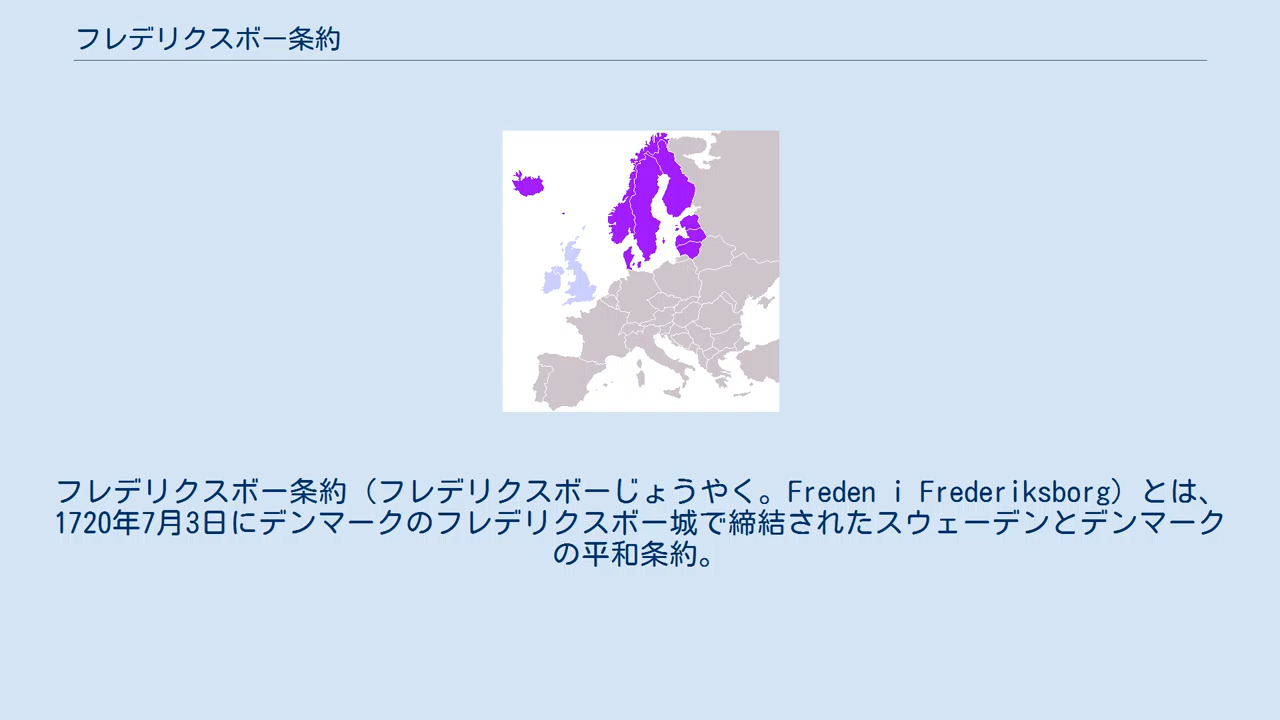 フレデリクスボー条約
フレデリクスボー条約（フレデリクスボーじょうやく。Freden i Frederiksborg）とは、
1720年7月3日にデンマークのフレデリクスボー城で締結されたスウェーデンとデンマーク
の平和条約。